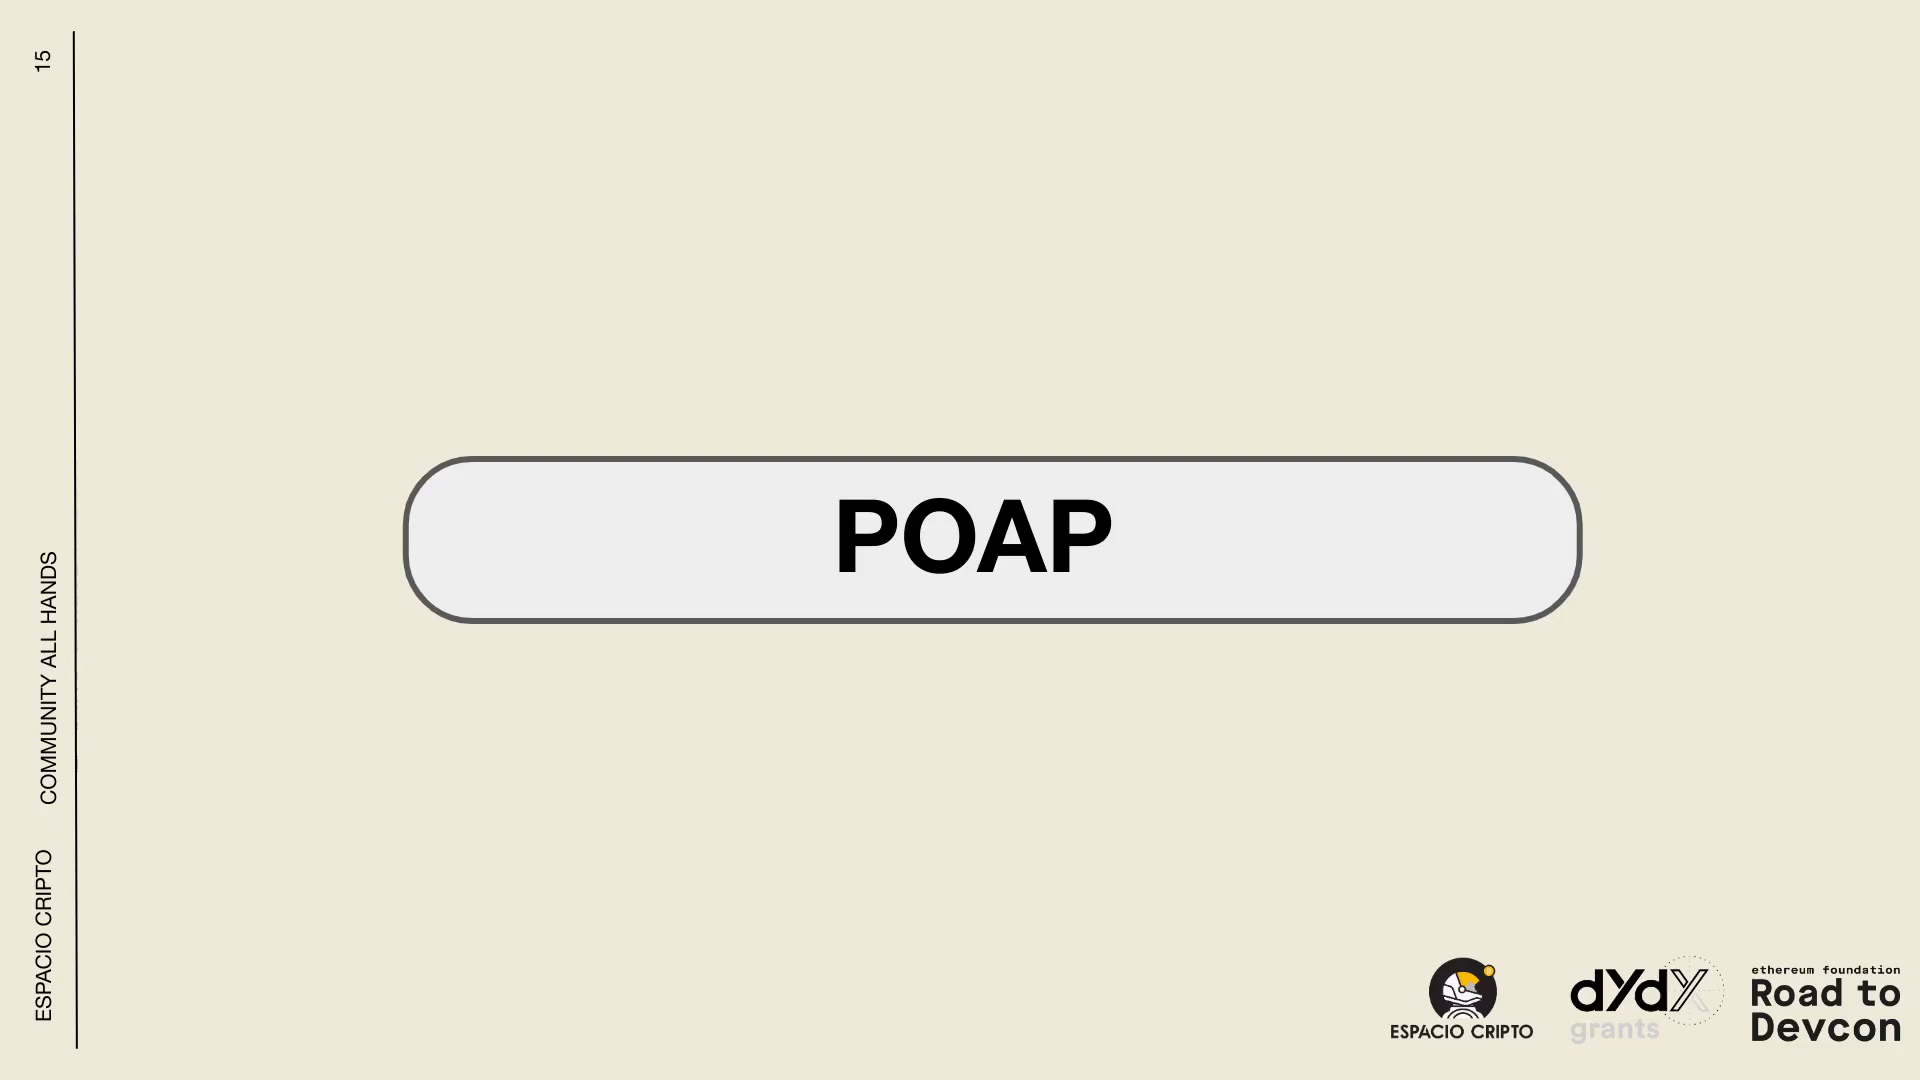 15
COMMUNITY ALL HANDS
ESPACIO CRIPTO
POAP
ESPACIO CRIPTO
dYdX
grants
ethereum foundation
Road to
Devcon